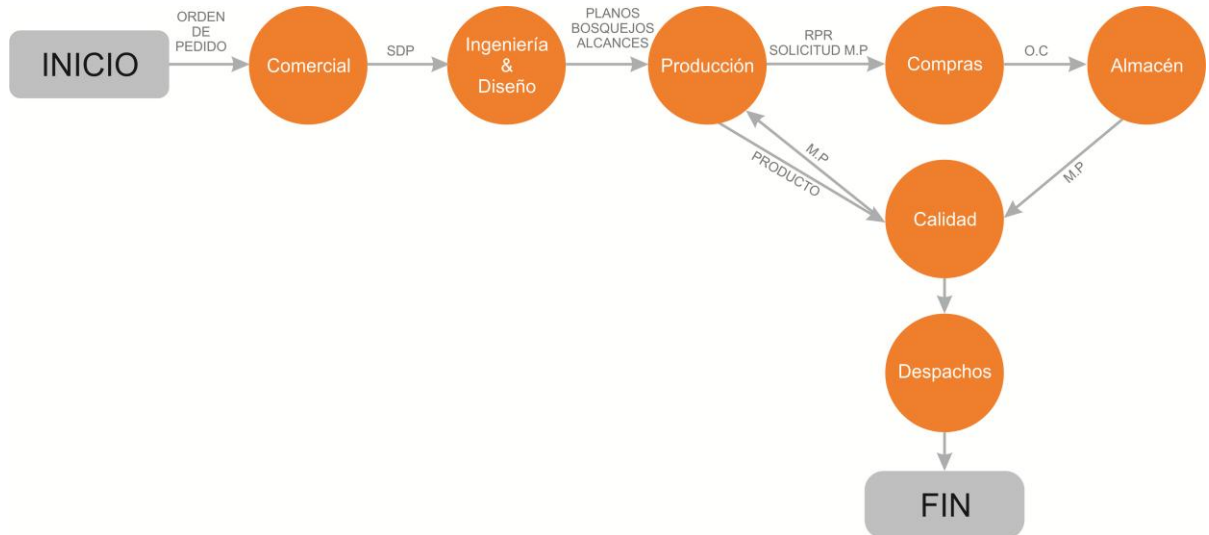 INICIO
ORDEN
DE
PEDIDO
Comercial
SDP
Ingeniería
&
Diseño
PLANOS
BOSQUEJOS
ALCANCES
Producción
RPR
SOLICITUD M.P
Compras
O.C
Almacén
M.P
PRODUCTO
M.P
Calidad
Despachos
FIN